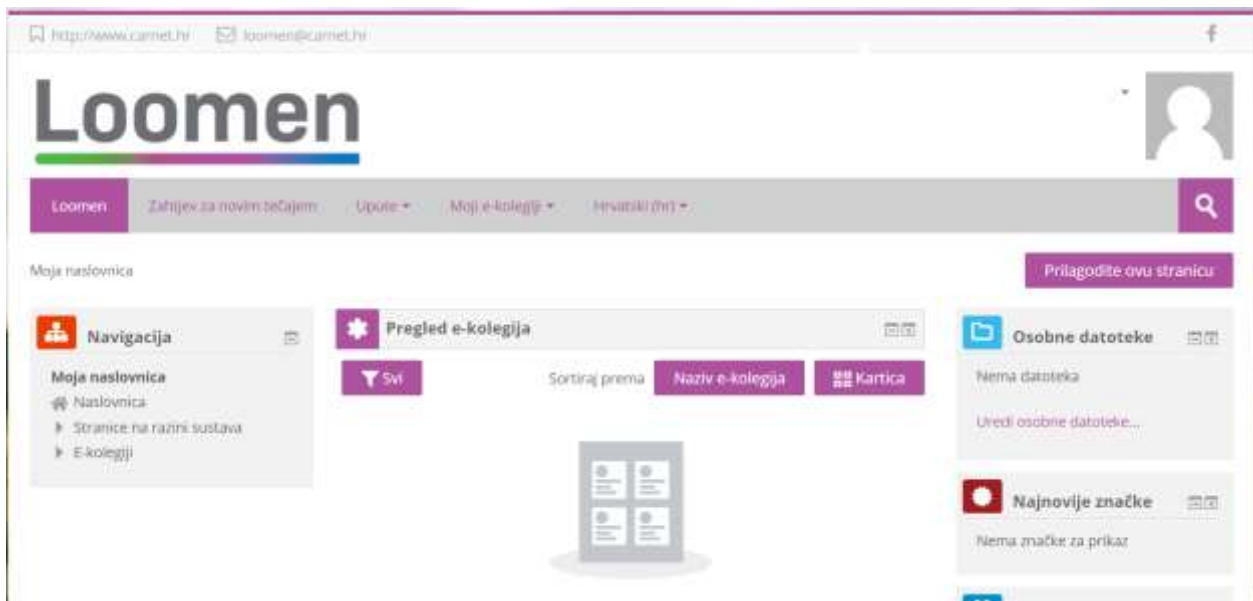 http://www.carnet.hr loomen@carnet.hr
Loomen
Loomen Zahtjev za novim tečajem Upute Moji e-kolegiji Hrvatski (hr)
Moja naslovnica Prilagodite ovu stranicu
Navigacija
Moja naslovnica
Naslovnica
Stranice na razini sustava
E-kolegiji
Pregled e-kolegija
Svi Sortiraj prema Naziv e-kolegija Kartica
Osobne datoteke
Nema datoteka
Uredi osobne datoteke...
Najnovije značke
Nema značke za prikaz